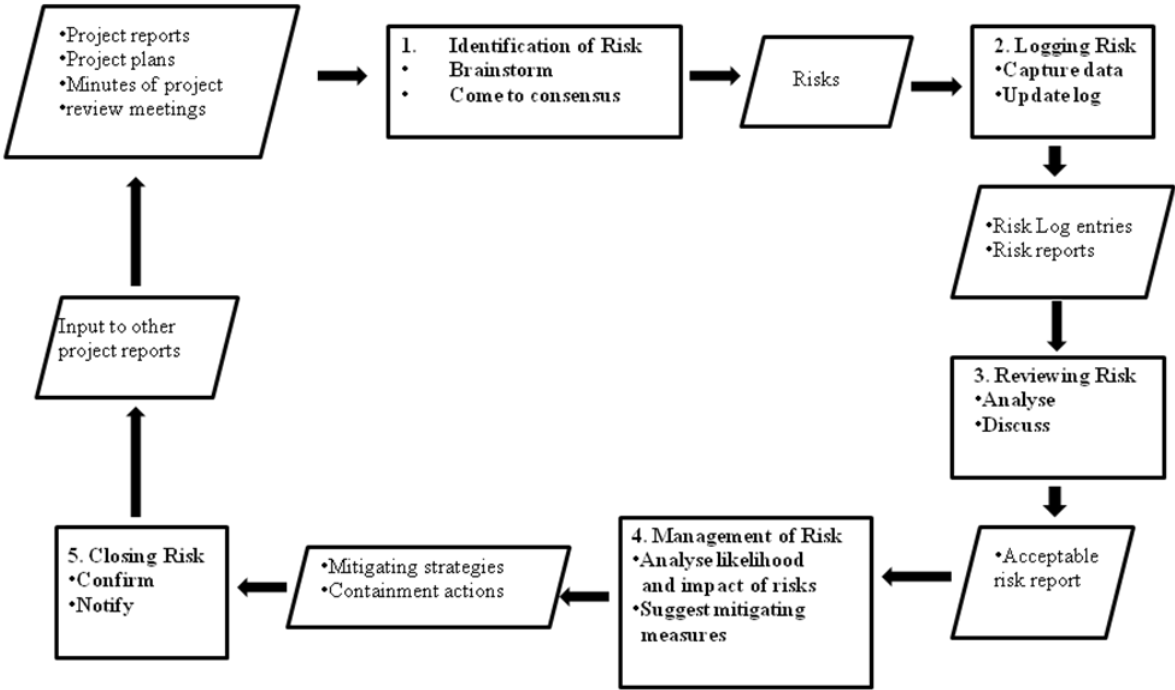 •Project reports
•Project plans
•Minutes of project
•review meetings
1. Identification of Risk
• Brainstorm
• Come to consensus
Risks
2. Logging Risk
•Capture data
•Update log
•Risk Log entries
•Risk reports
3. Reviewing Risk
•Analyse
•Discuss
•Acceptable
risk report
4. Management of Risk
•Analyse likelihood
and impact of risks
•Suggest mitigating
measures
•Mitigating strategies
•Containment actions
5. Closing Risk
•Confirm
•Notify
Input to other
project reports